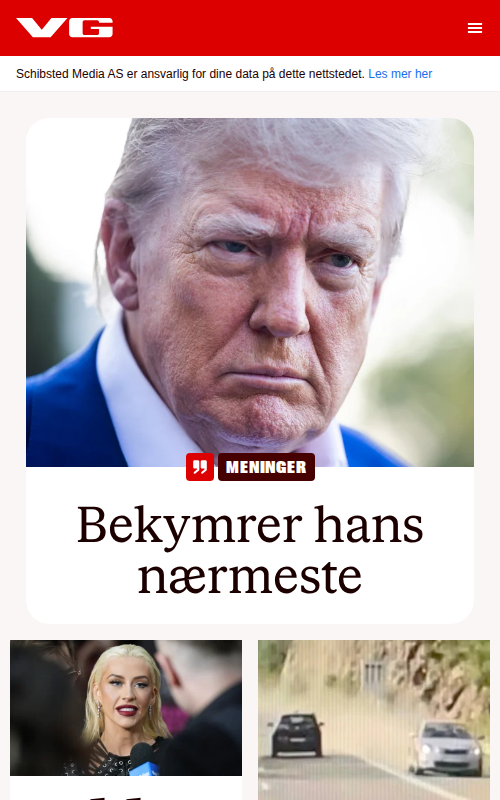 VG
Schibsted Media AS er ansvarlig for dine data på dette nettstedet. Les mer her
MENINGER
Bekymrer hans
nærmeste